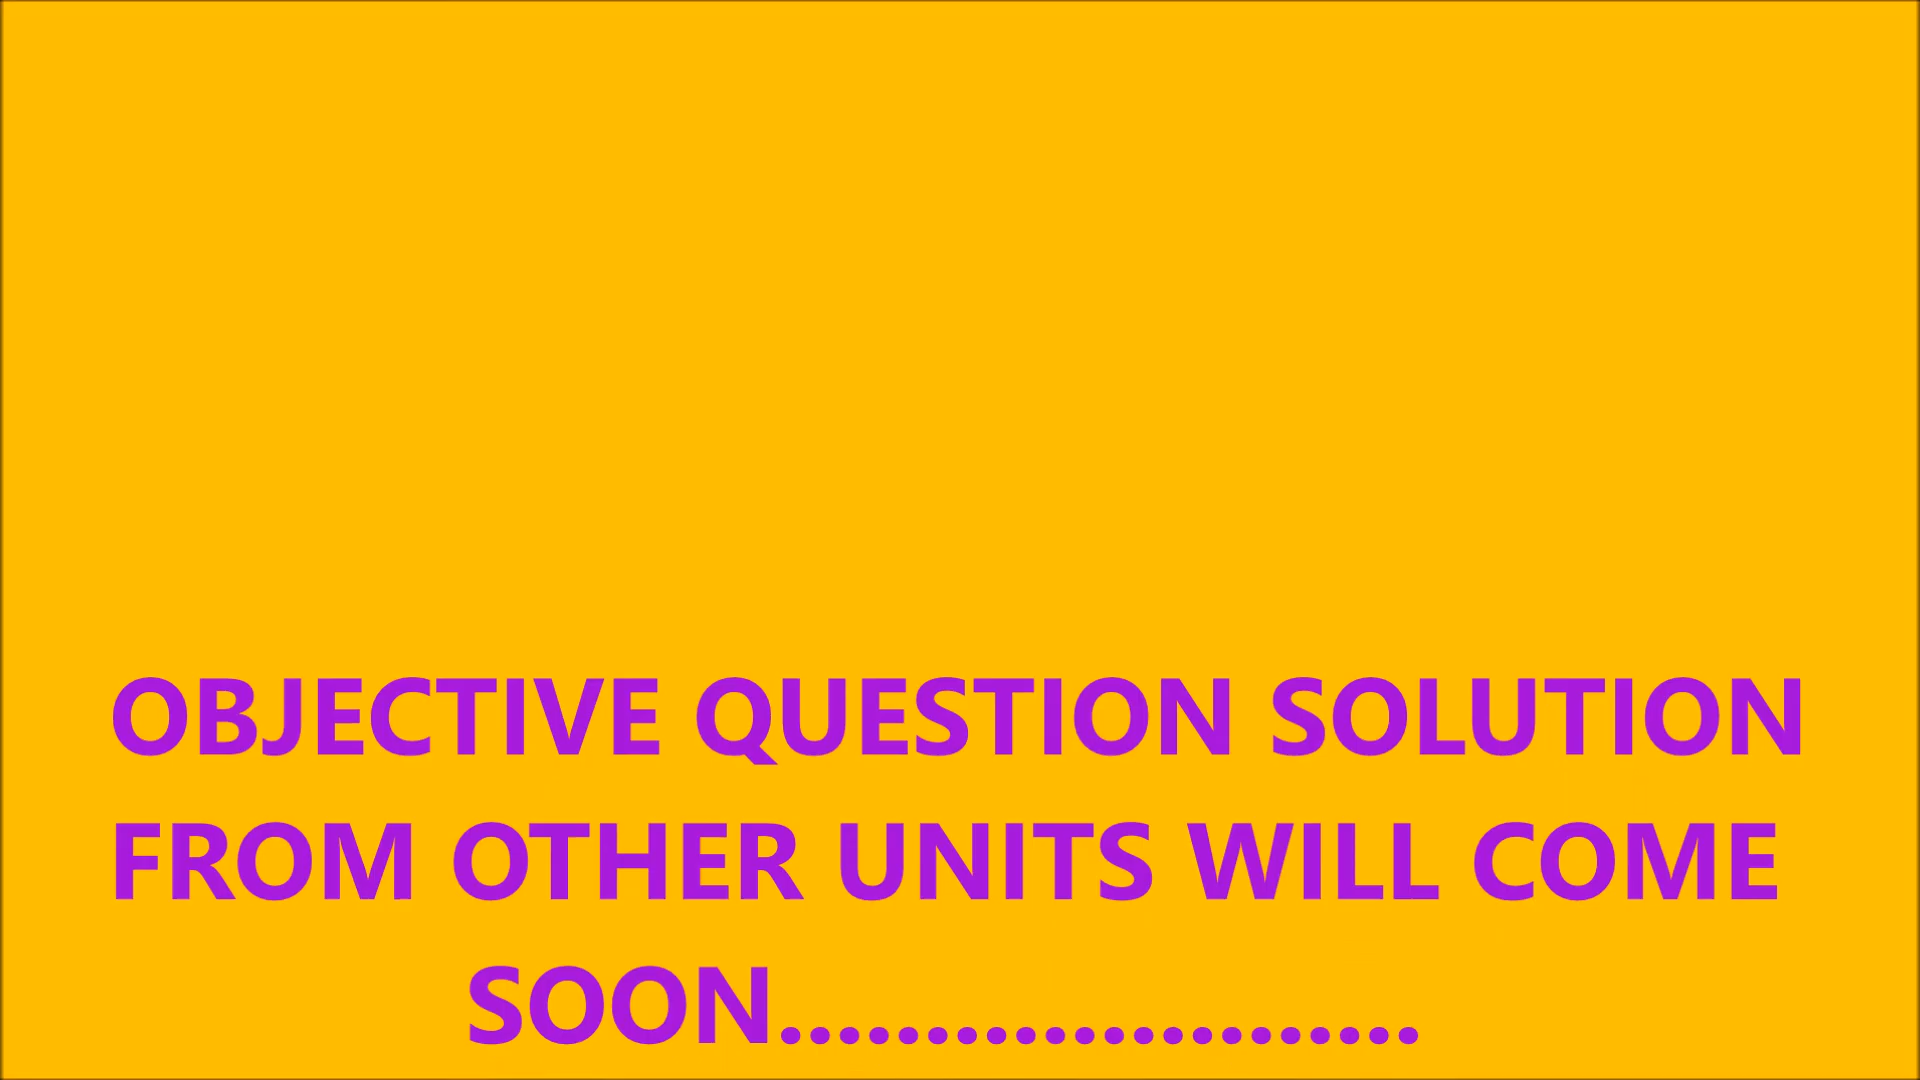 OBJECTIVE QUESTION SOLUTION
FROM OTHER UNITS WILL COME
SOON......................